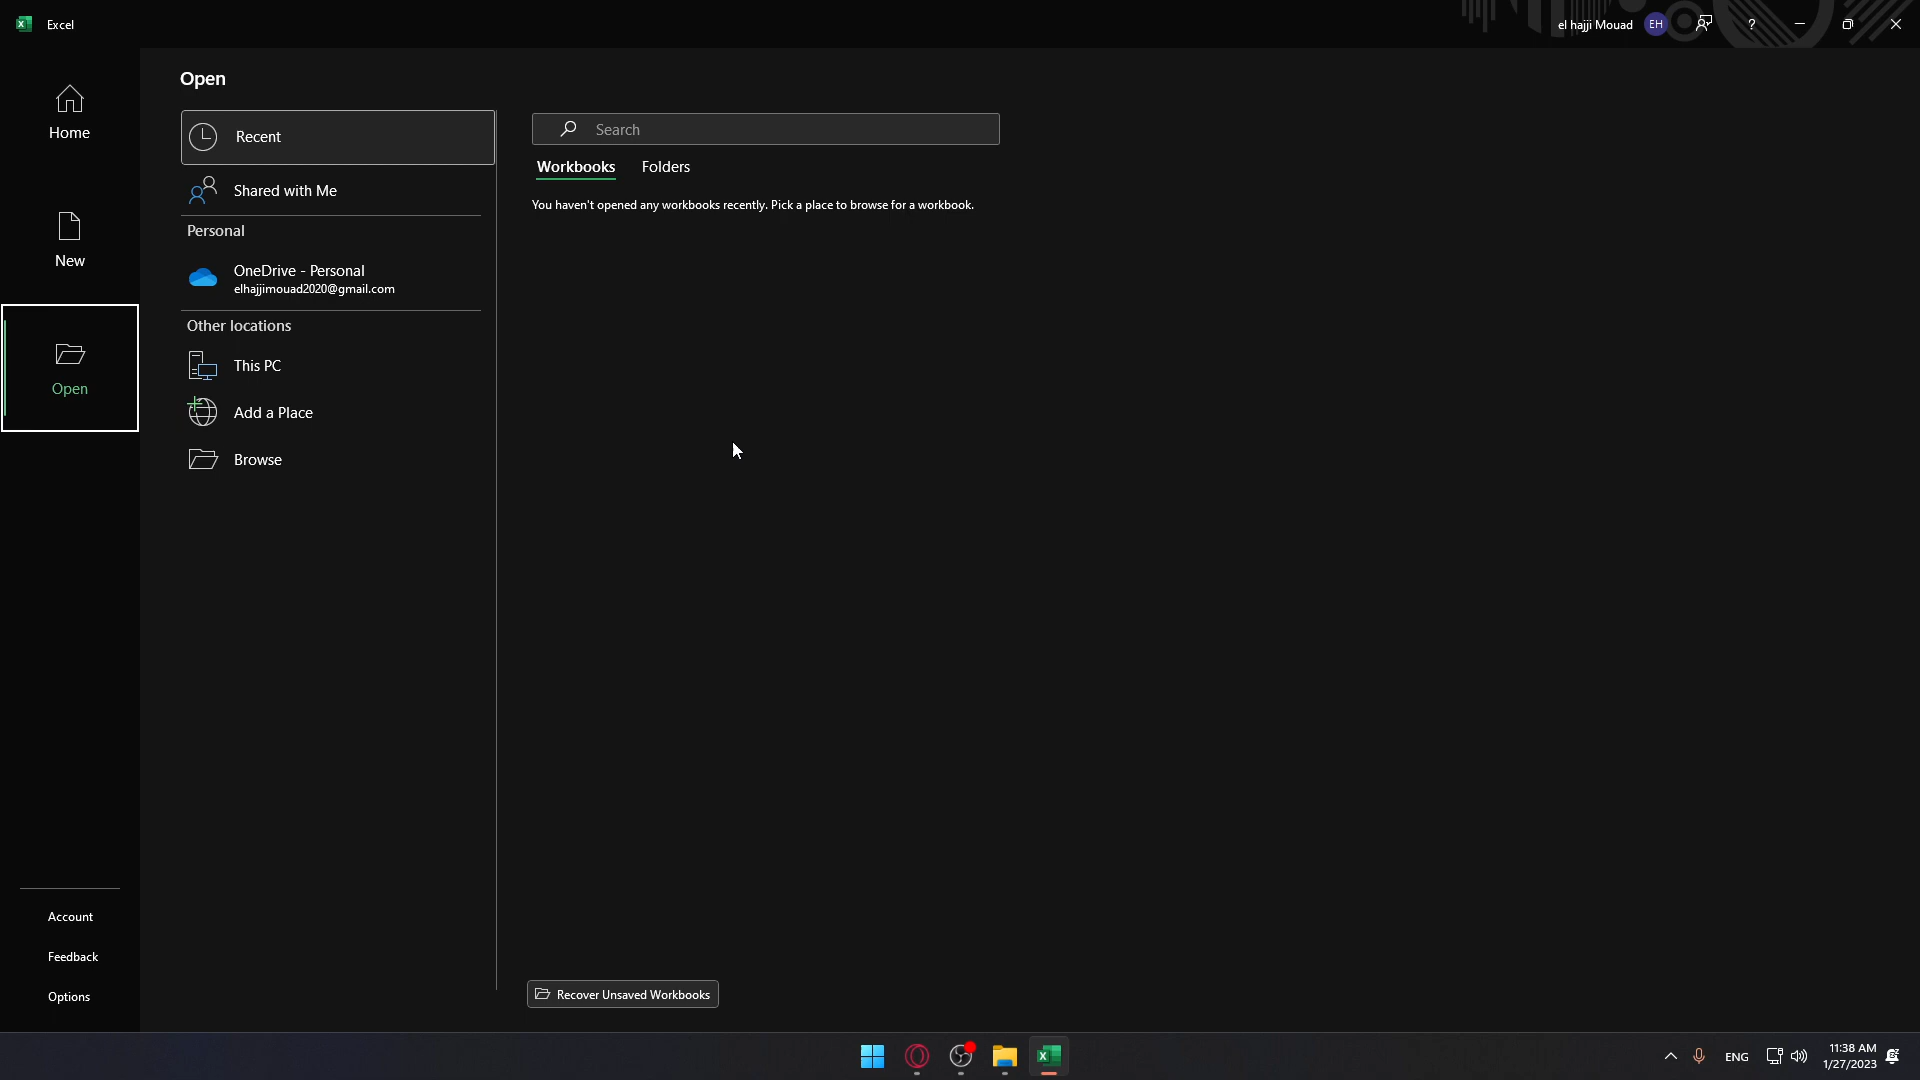 Excel
el hajji Mouad
EH
?
Home
New
Open
Account
Feedback
Options
Open
Recent
Shared with Me
Personal
OneDrive - Personal
elhajjimouad2020@gmail.com
Other locations
This PC
Add a Place
Browse
Search
Workbooks Folders
You haven't opened any workbooks recently. Pick a place to browse for a workbook.
Recover Unsaved Workbooks
ENG
11:38 AM
1/27/2023